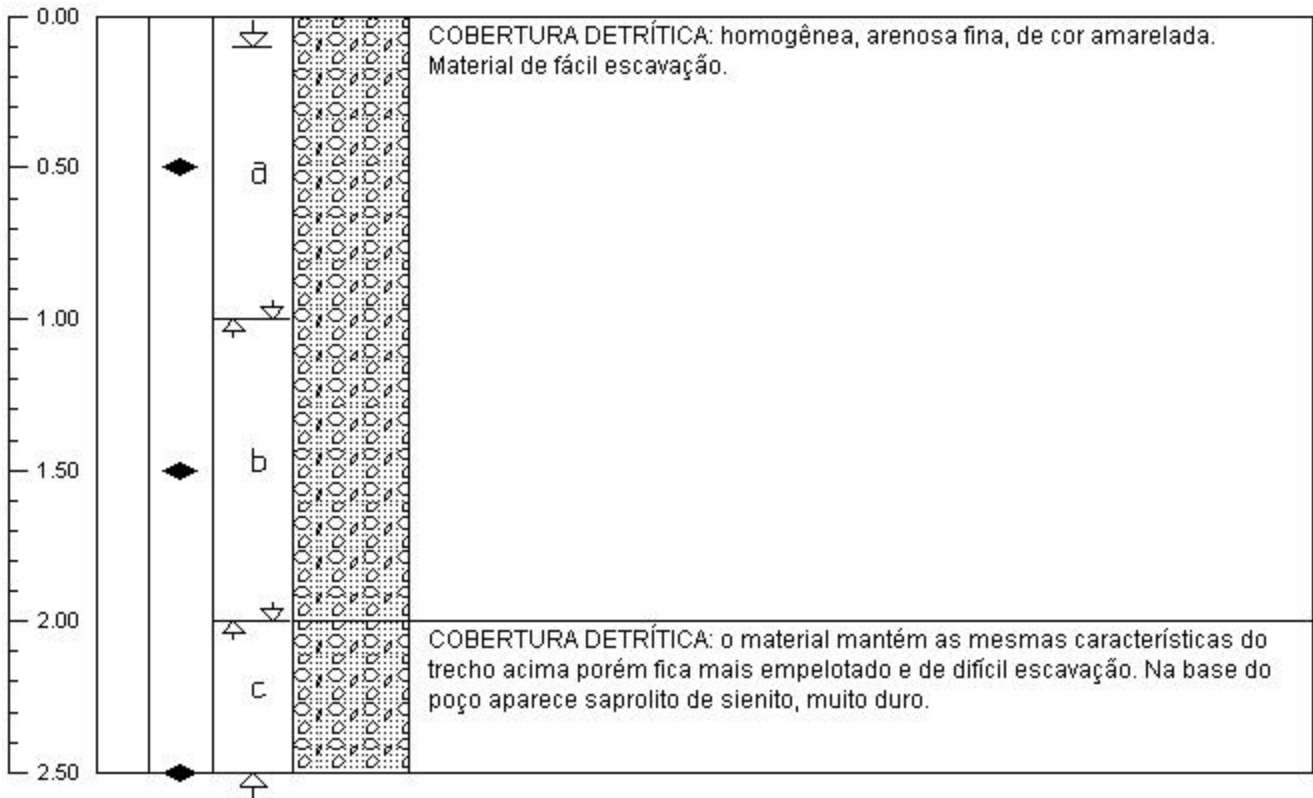 0.00
COBERTURA DETRÍTICA: homogênea, arenosa fina, de cor amarelada.
Material de fácil escavação.
0.50
a
1.00
1.50
b
2.00
COBERTURA DETRÍTICA: o material mantém as mesmas características do
trecho acima porém fica mais empelotado e de difícil escavação. Na base do
poço aparece saprolito de sienito, muito duro.
c
2.50